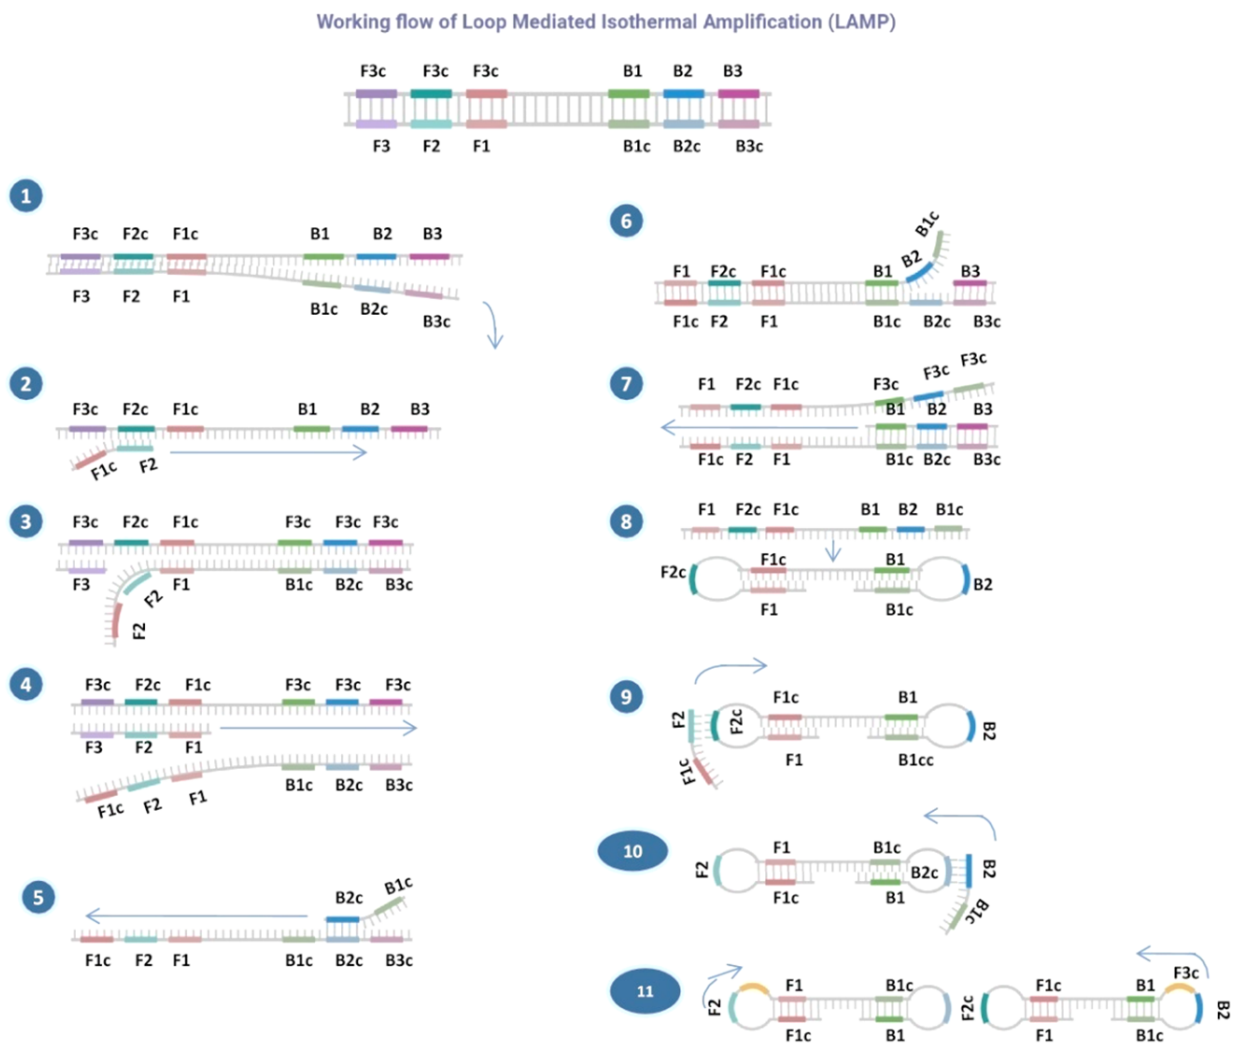 Working flow of Loop Mediated Isothermal Amplification (LAMP)
F3c F3c F3c B1 B2 B3
F3 F2 F1 B1c B2c B3c
1
F3c F2c F1c B1 B2 B3
F3 F2 F1 B1c B2c B3c
2
F3c F2c F1c B1 B2 B3
F1c F2
3
F3c F2c F1c F3c F3c F3c
F3 F2 F1 B1c B2c B3c
F2
4
F3c F2c F1c F3c F3c F3c
F3 F2 F1
F1c F2 F1 B1c B2c B3c
5
B2c B1c
F1c F2 F1 B1c B2c B3c
6
B1c
F1 F2c F1c B1 B2 B3
F1c F2 F1 B1c B2c B3c
7
F1 F2c F1c F3c F3c F3c
B1 B2 B3
F1c F2 F1 B1c B2c B3c
8
F1 F2c F1c B1 B2 B1c
F1c B1
F2c B2
F1 B1c
9
F1c B1
F2 F2c B2
F1c F1 B1cc
10
F1 B1c
F2 B2c B2
F1c B1 B1c
11
F1 B1c F1c B1 F3c
F2 F2c B2
F1c B1 F1 B1c